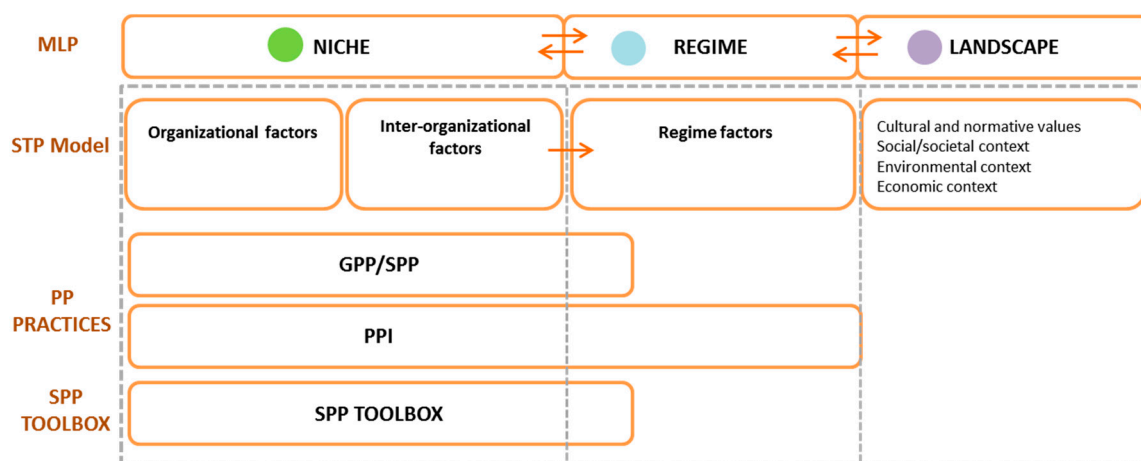 MLP
NICHE
REGIME
LANDSCAPE
STP Model
Organizational factors
Inter-organizational
factors
Regime factors
Cultural and normative values
Social/societal context
Environmental context
Economic context
PP
PRACTICES
GPP/SPP
PPI
SPP
TOOLBOX
SPP TOOLBOX